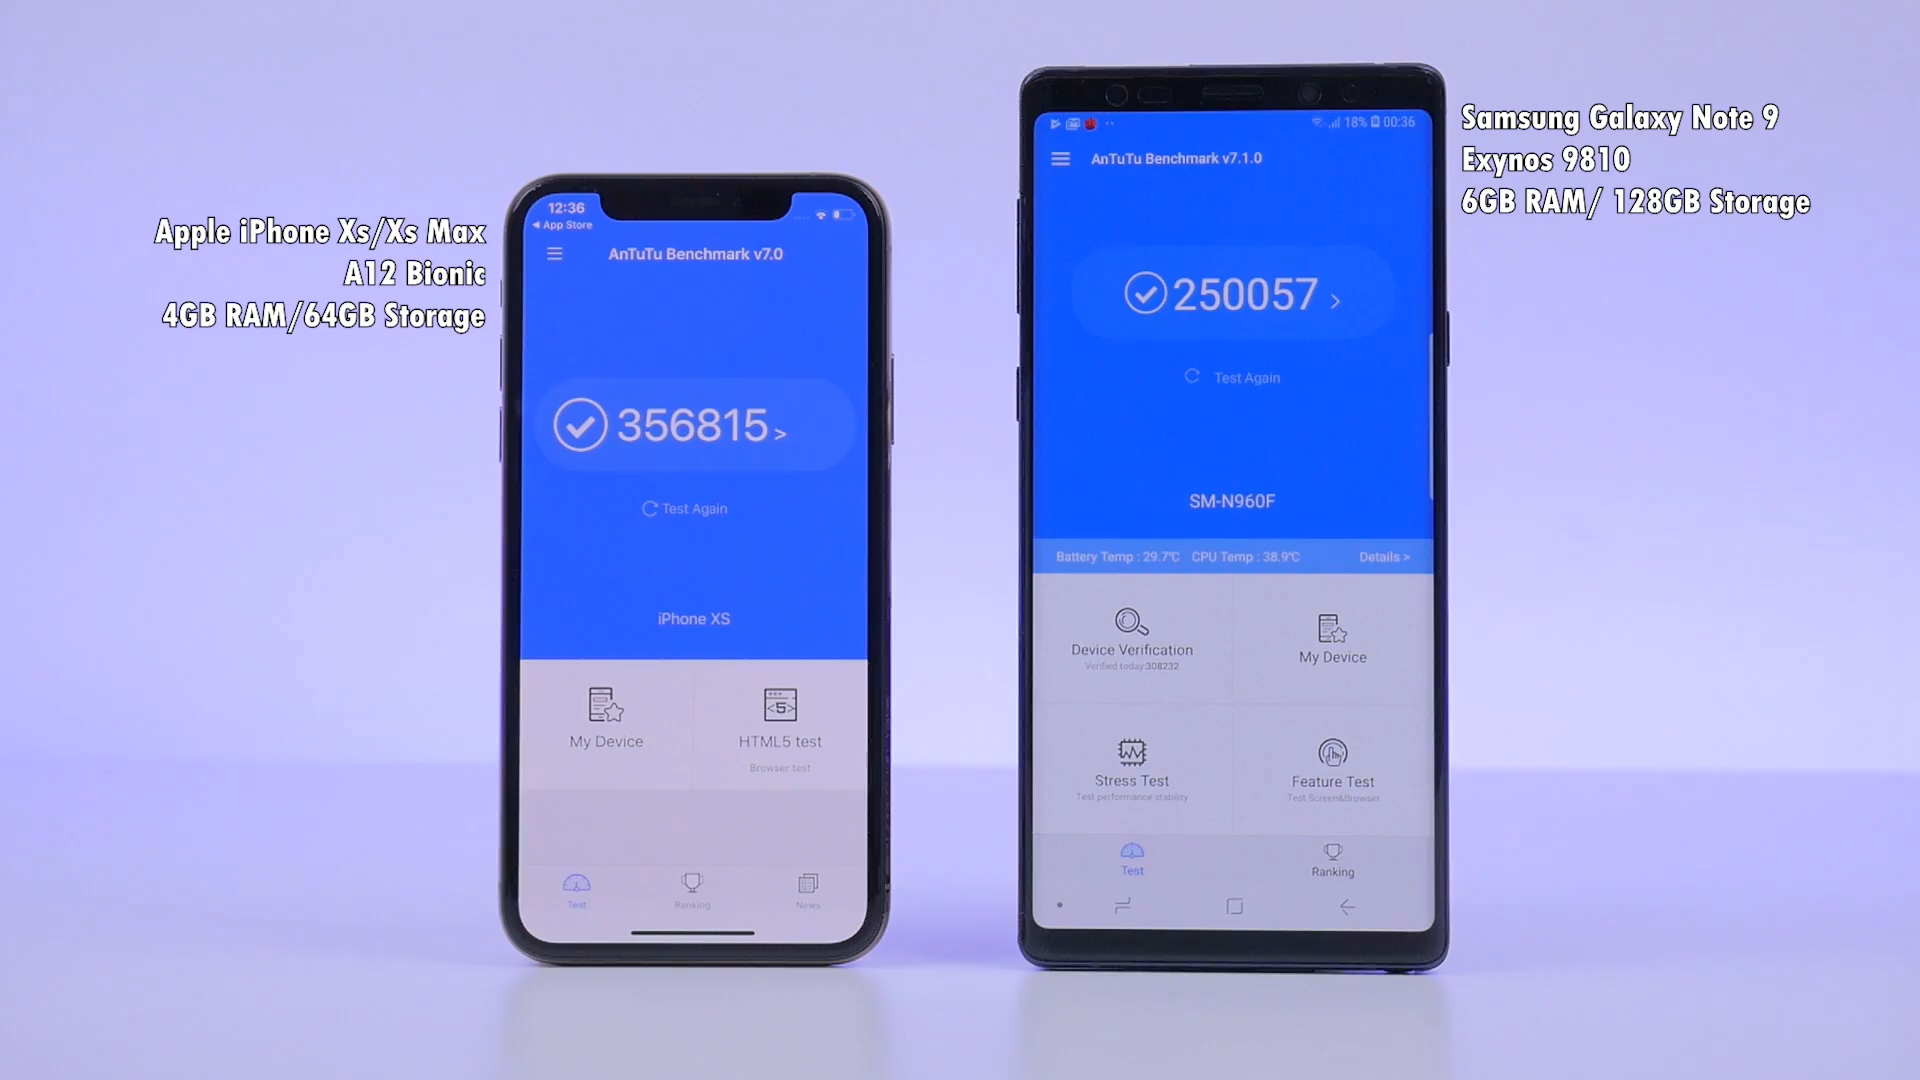 Apple iPhone Xs/Xs Max
A12 Bionic
4GB RAM/64GB Storage
12:36
◀ App Store
AnTuTu Benchmark v7.0
356815 >
Test Again
iPhone XS
My Device
HTML5 test
Browser test
Test
Ranking
News
Samsung Galaxy Note 9
Exynos 9810
6GB RAM/ 128GB Storage
18% 00:36
AnTuTu Benchmark v7.1.0
250057 >
Test Again
SM-N960F
Battery Temp : 29.7℃ CPU Temp : 38.9℃ Details >
Device Verification
Verified today:308232
My Device
Stress Test
Test performance stability
Feature Test
Test Screen&Browser
Test
Ranking